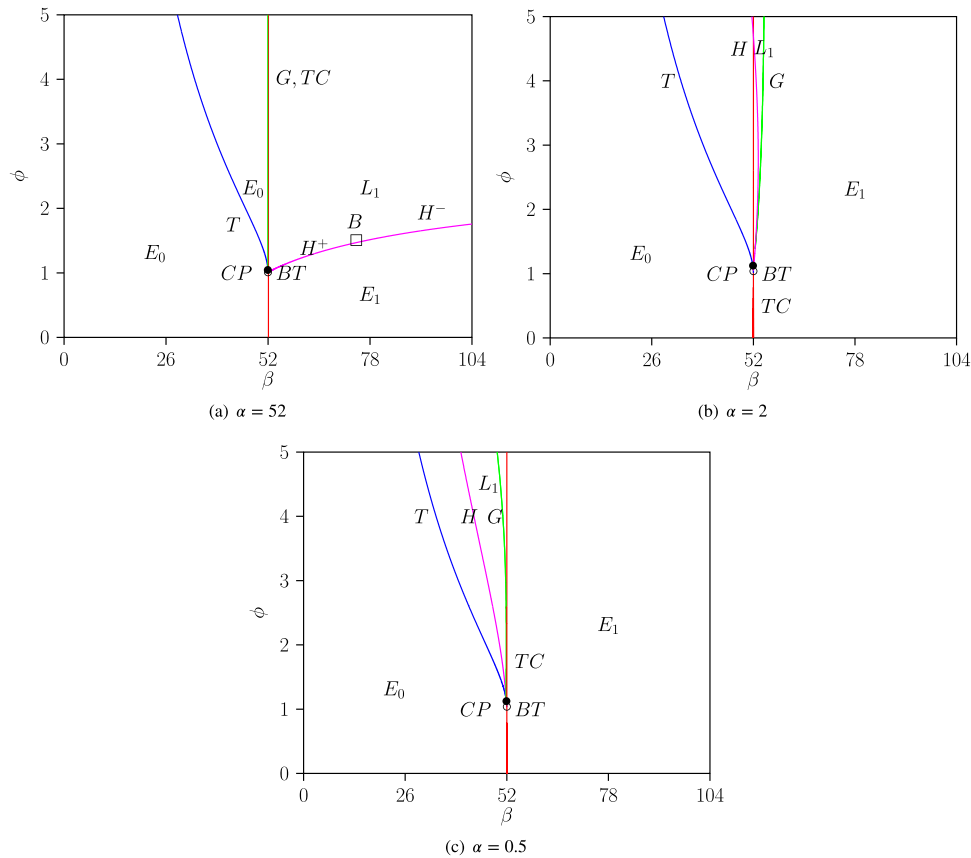 5
4
3
2
1
0
ϕ
0 26 52 78 104
β
G, TC
E₀
T
L₁
B
H⁻
H⁺
E₀
CP BT
E₁
(a) α = 52
5
4
3
2
1
0
ϕ
0 26 52 78 104
β
H L₁
T G
E₁
E₀
CP BT
TC
(b) α = 2
5
4
3
2
1
0
ϕ
0 26 52 78 104
β
L₁
T H G
E₁
TC
E₀
CP BT
(c) α = 0.5